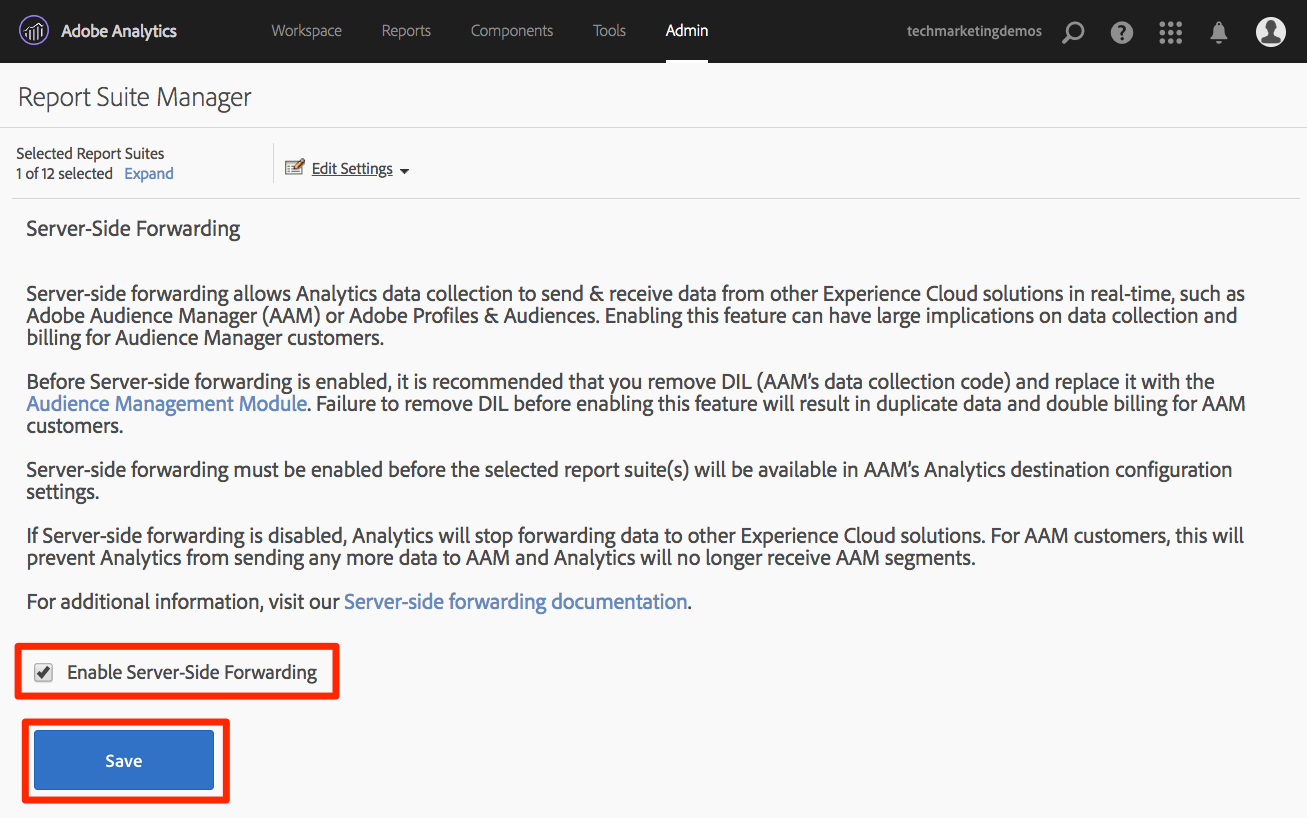 Adobe Analytics Workspace Reports Components Tools Admin techmarketingdemos
Report Suite Manager
Selected Report Suites
1 of 12 selected Expand
Edit Settings
Server-Side Forwarding
Server-side forwarding allows Analytics data collection to send & receive data from other Experience Cloud solutions in real-time, such as
Adobe Audience Manager (AAM) or Adobe Profiles & Audiences. Enabling this feature can have large implications on data collection and
billing for Audience Manager customers.
Before Server-side forwarding is enabled, it is recommended that you remove DIL (AAM's data collection code) and replace it with the
Audience Management Module. Failure to remove DIL before enabling this feature will result in duplicate data and double billing for AAM
customers.
Server-side forwarding must be enabled before the selected report suite(s) will be available in AAM's Analytics destination configuration
settings.
If Server-side forwarding is disabled, Analytics will stop forwarding data to other Experience Cloud solutions. For AAM customers, this will
prevent Analytics from sending any more data to AAM and Analytics will no longer receive AAM segments.
For additional information, visit our Server-side forwarding documentation.
Enable Server-Side Forwarding
Save